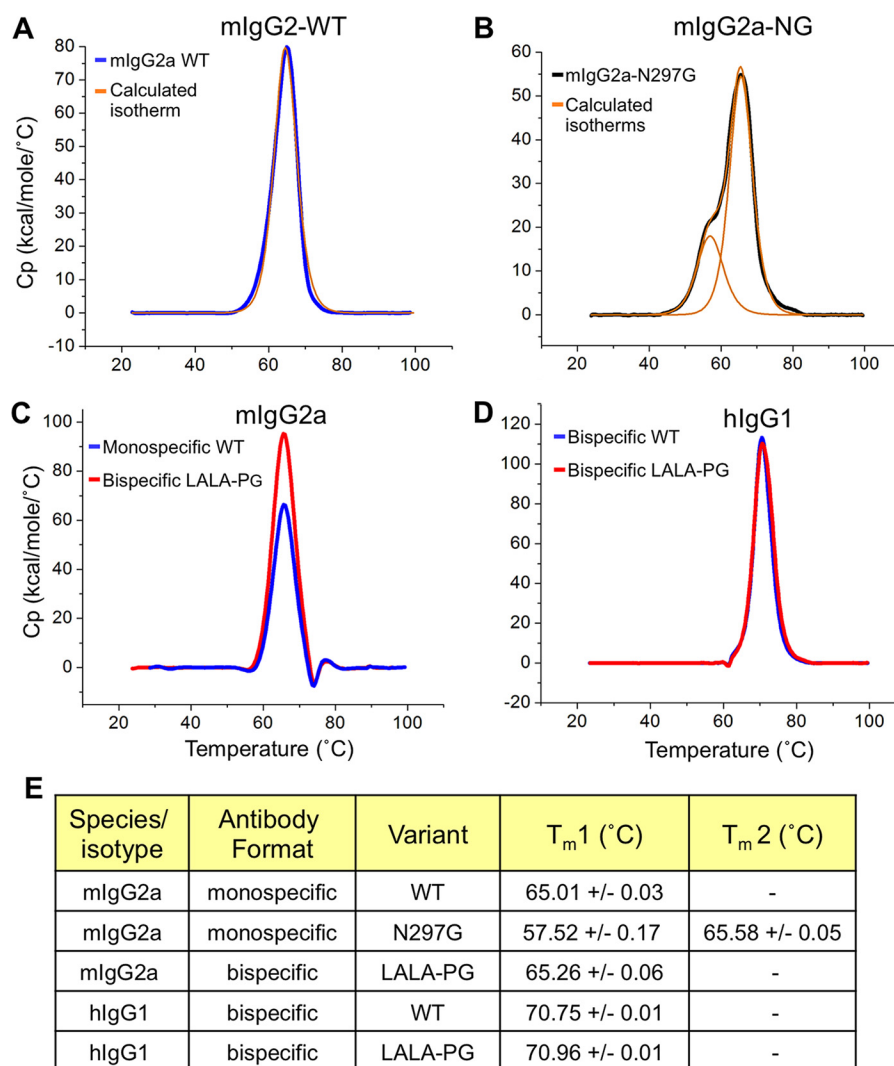 A
mIgG2-WT
Cp (kcal/mole/˚C)
80
70
60
50
40
30
20
10
0
-10
mIgG2a WT
Calculated
isotherm
20 40 60 80 100
B
mIgG2a-NG
60
50
40
30
20
10
0
-10
mIgG2a-N297G
Calculated
isotherms
20 40 60 80 100
C
mIgG2a
Cp (kcal/mole/˚C)
100
80
60
40
20
0
Monospecific WT
Bispecific LALA-PG
20 40 60 80 100
Temperature (˚C)
D
hIgG1
120
100
80
60
40
20
0
-20
Bispecific WT
Bispecific LALA-PG
20 40 60 80 100
Temperature (˚C)
E
Species/ isotype Antibody Format Variant Tm1 (˚C) Tm 2 (˚C)
mIgG2a monospecific WT 65.01 +/- 0.03 -
mIgG2a monospecific N297G 57.52 +/- 0.17 65.58 +/- 0.05
mIgG2a bispecific LALA-PG 65.26 +/- 0.06 -
hIgG1 bispecific WT 70.75 +/- 0.01 -
hIgG1 bispecific LALA-PG 70.96 +/- 0.01 -